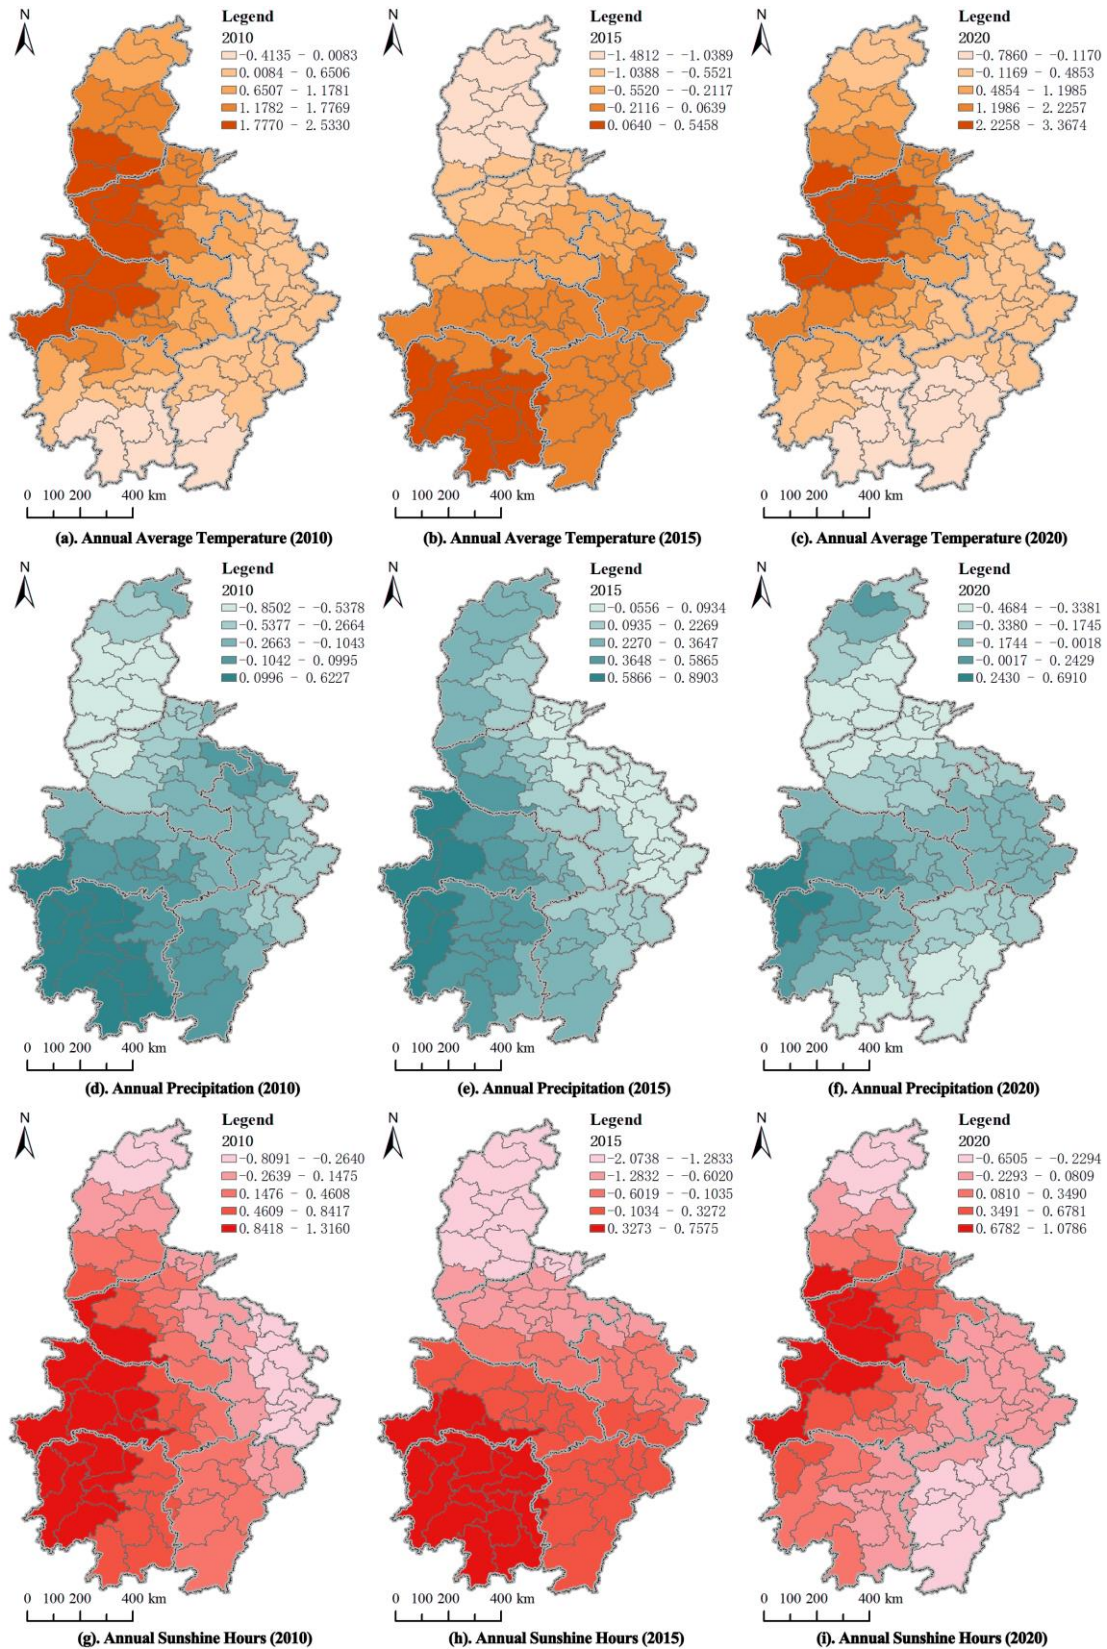 N
Legend
2010
-0.4135 - 0.0083
0.0084 - 0.6506
0.6507 - 1.1781
1.1782 - 1.7769
1.7770 - 2.5330
0 100 200 400 km
(a). Annual Average Temperature (2010)
N
Legend
2015
-1.4812 - -1.0389
-1.0388 - -0.5521
-0.5520 - -0.2117
-0.2116 - 0.0639
0.0640 - 0.5458
0 100 200 400 km
(b). Annual Average Temperature (2015)
N
Legend
2020
-0.7860 - -0.1170
-0.1169 - 0.4853
0.4854 - 1.1985
1.1986 - 2.2257
2.2258 - 3.3674
0 100 200 400 km
(c). Annual Average Temperature (2020)
N
Legend
2010
-0.8502 - -0.5378
-0.5377 - -0.2664
-0.2663 - -0.1043
-0.1042 - 0.0995
0.0996 - 0.6227
0 100 200 400 km
(d). Annual Precipitation (2010)
N
Legend
2015
-0.0556 - 0.0934
0.0935 - 0.2269
0.2270 - 0.3647
0.3648 - 0.5865
0.5866 - 0.8903
0 100 200 400 km
(e). Annual Precipitation (2015)
N
Legend
2020
-0.4684 - -0.3381
-0.3380 - -0.1745
-0.1744 - -0.0018
-0.0017 - 0.2429
0.2430 - 0.6910
0 100 200 400 km
(f). Annual Precipitation (2020)
N
Legend
2010
-0.8091 - -0.2640
-0.2639 - 0.1475
0.1476 - 0.4608
0.4609 - 0.8417
0.8418 - 1.3160
0 100 200 400 km
(g). Annual Sunshine Hours (2010)
N
Legend
2015
-2.0738 - -1.2833
-1.2832 - -0.6020
-0.6019 - -0.1035
-0.1034 - 0.3272
0.3273 - 0.7575
0 100 200 400 km
(h). Annual Sunshine Hours (2015)
N
Legend
2020
-0.6505 - -0.2294
-0.2293 - 0.0809
0.0810 - 0.3490
0.3491 - 0.6781
0.6782 - 1.0786
0 100 200 400 km
(i). Annual Sunshine Hours (2020)